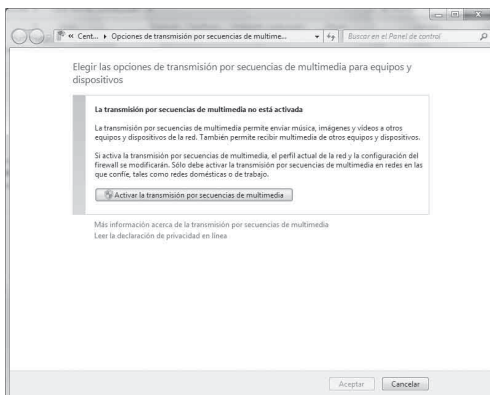 « Cent... ▸ Opciones de transmisión por secuencias de multime...
Buscar en el Panel de control
Elegir las opciones de transmisión por secuencias de multimedia para equipos y
dispositivos
La transmisión por secuencias de multimedia no está activada
La transmisión por secuencias de multimedia permite enviar música, imágenes y vídeos a otros
equipos y dispositivos de la red. También permite recibir multimedia de otros equipos y dispositivos.
Si activa la transmisión por secuencias de multimedia, el perfil actual de la red y la configuración del
firewall se modificarán. Sólo debe activar la transmisión por secuencias de multimedia en redes en las
que confíe, tales como redes domésticas o de trabajo.
Activar la transmisión por secuencias de multimedia
Más información acerca de la transmisión por secuencias de multimedia
Leer la declaración de privacidad en línea
Aceptar
Cancelar